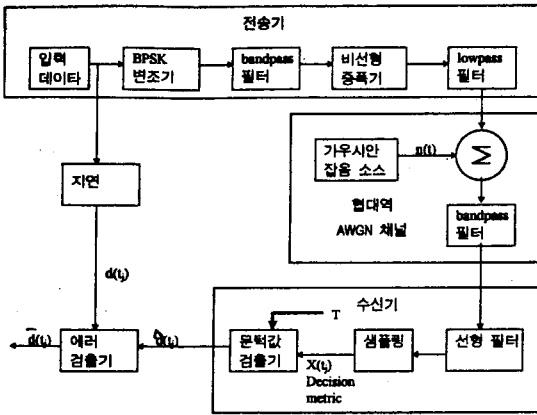 전송기
입력
데이타
BPSK
변조기
bandpass
필터
비선형
증폭기
lowpass
필터
가우시안
잡음 소스
n(t)
Σ
지연
협대역
AWGN 채널
bandpass
필터
d(tⱼ)
수신기
T
에러
검출기
문턱값
검출기
샘플링
선형 필터
X(tⱼ)
Decision
metric